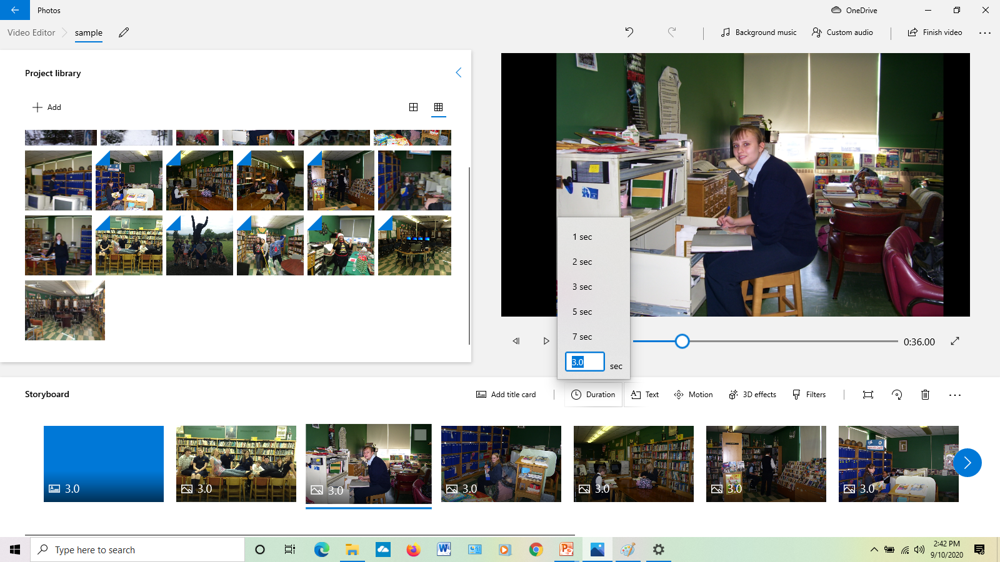 Photos
OneDrive
Video Editor
sample
Background music
Custom audio
Finish video
Project library
Add
1 sec
2 sec
3 sec
5 sec
7 sec
3.0 sec
0:36.00
Storyboard
Add title card
Duration
Text
Motion
3D effects
Filters
3.0
3.0
3.0
3.0
3.0
3.0
3.0
Type here to search
2:42 PM
9/10/2020